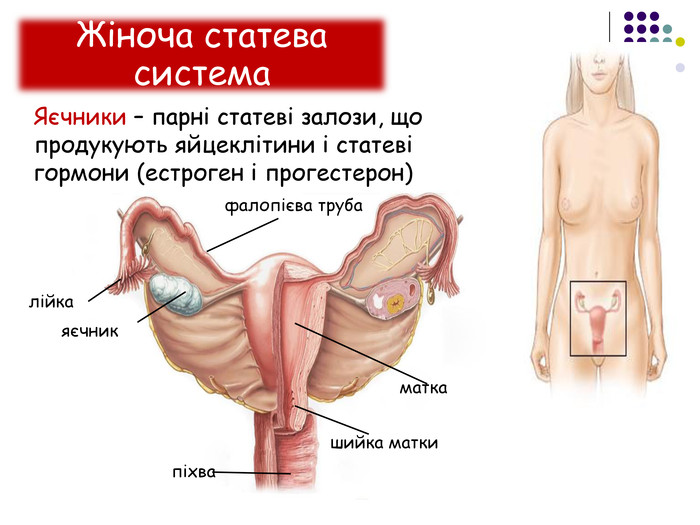 Жіноча статева
система
Яєчники – парні статеві залози, що
продукують яйцеклітини і статеві
гормони (естроген і прогестерон)
фалопієва труба
лійка
яєчник
матка
шийка матки
піхва